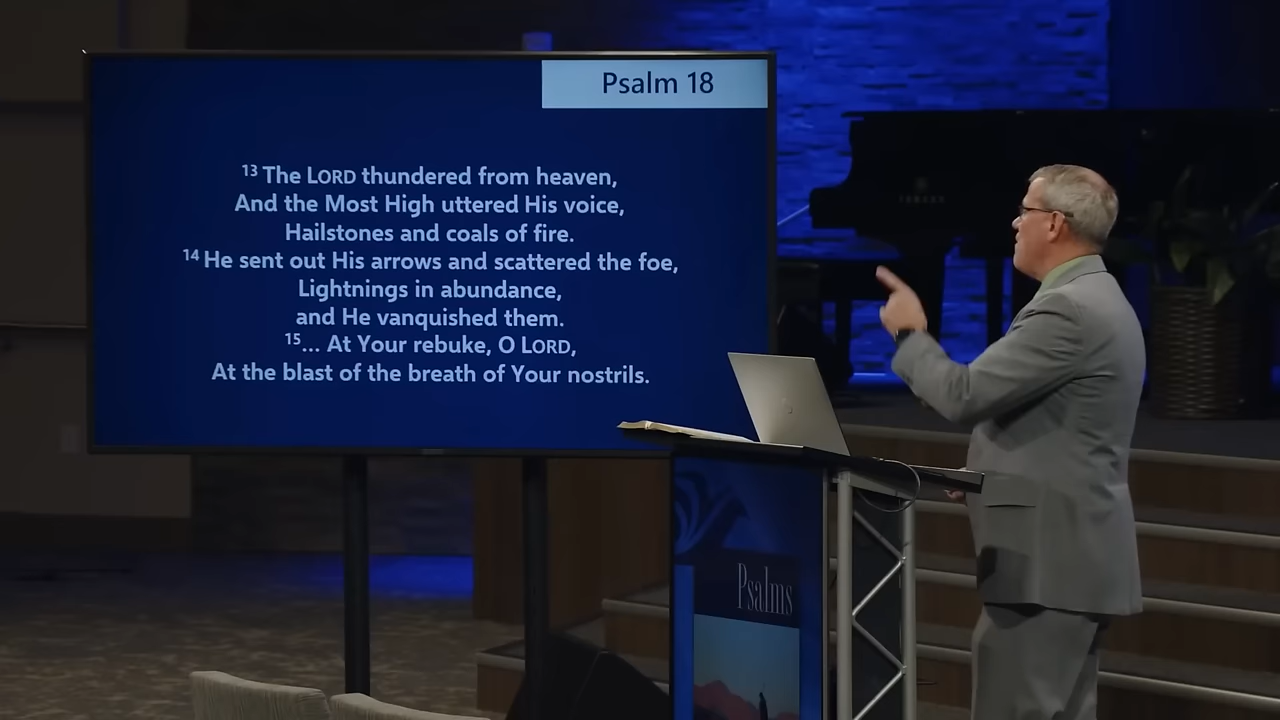 Psalm 18
13 The LORD thundered from heaven,
And the Most High uttered His voice,
Hailstones and coals of fire.
14 He sent out His arrows and scattered the foe,
Lightnings in abundance,
and He vanquished them.
15... At Your rebuke, O LORD,
At the blast of the breath of Your nostrils.
Psalms